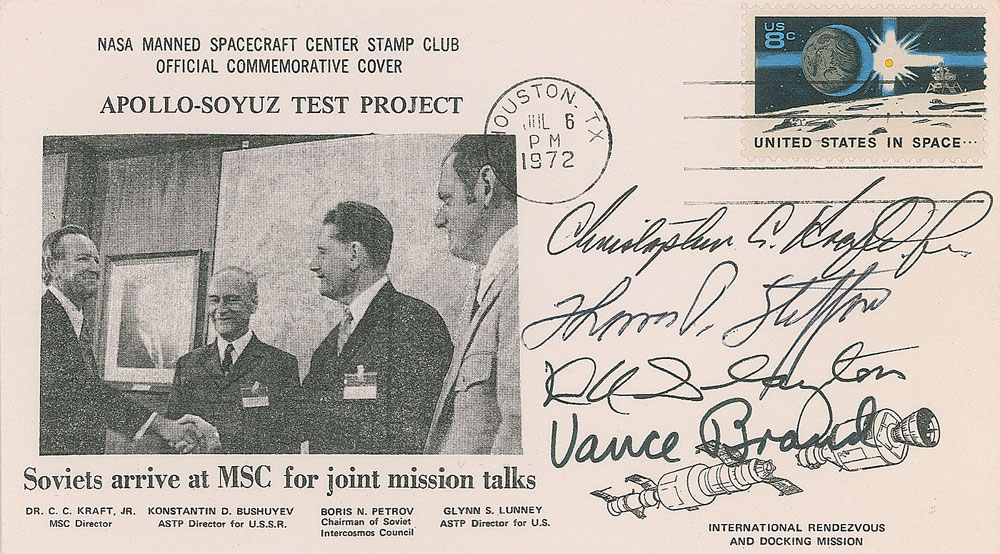 NASA MANNED SPACECRAFT CENTER STAMP CLUB
OFFICIAL COMMEMORATIVE COVER
APOLLO-SOYUZ TEST PROJECT
HOUSTON, TX
JUL 6
PM
1972
US
8c
UNITED STATES IN SPACE···
Christopher C. Kraft Jr.
Thomas P. Stafford
D K Slayton
Vance Brand
Soviets arrive at MSC for joint mission talks
DR. C. C. KRAFT, JR.
MSC Director
KONSTANTIN D. BUSHUYEV
ASTP Director for U.S.S.R.
BORIS N. PETROV
Chairman of Soviet
Intercosmos Council
GLYNN S. LUNNEY
ASTP Director for U.S.
INTERNATIONAL RENDEZVOUS
AND DOCKING MISSION